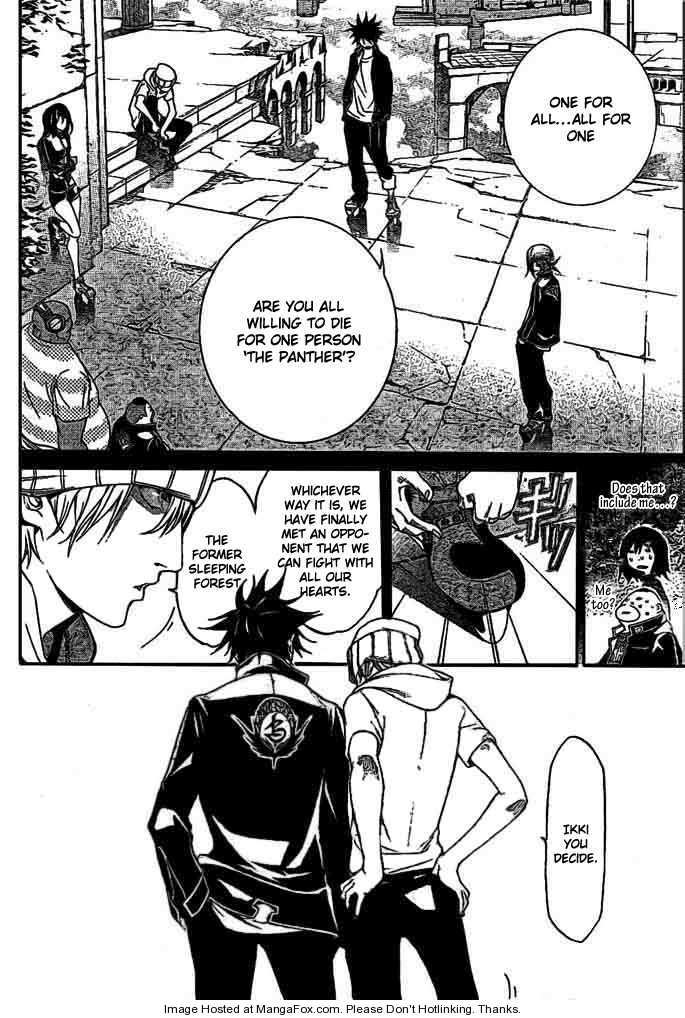 ONE FOR
ALL...ALL FOR
ONE
ARE YOU ALL
WILLING TO DIE
FOR ONE PERSON
'THE PANTHER'?
Does that
include me....?
Me
too?
ギギ
WHICHEVER
WAY IT IS, WE
HAVE FINALLY
MET AN OPPO-
NENT THAT WE
CAN FIGHT WITH
ALL OUR
HEARTS.
THE
FORMER
SLEEPING
FOREST.
IKKI
YOU
DECIDE.
Image Hosted at MangaFox.com. Please Don't Hotlinking. Thanks.